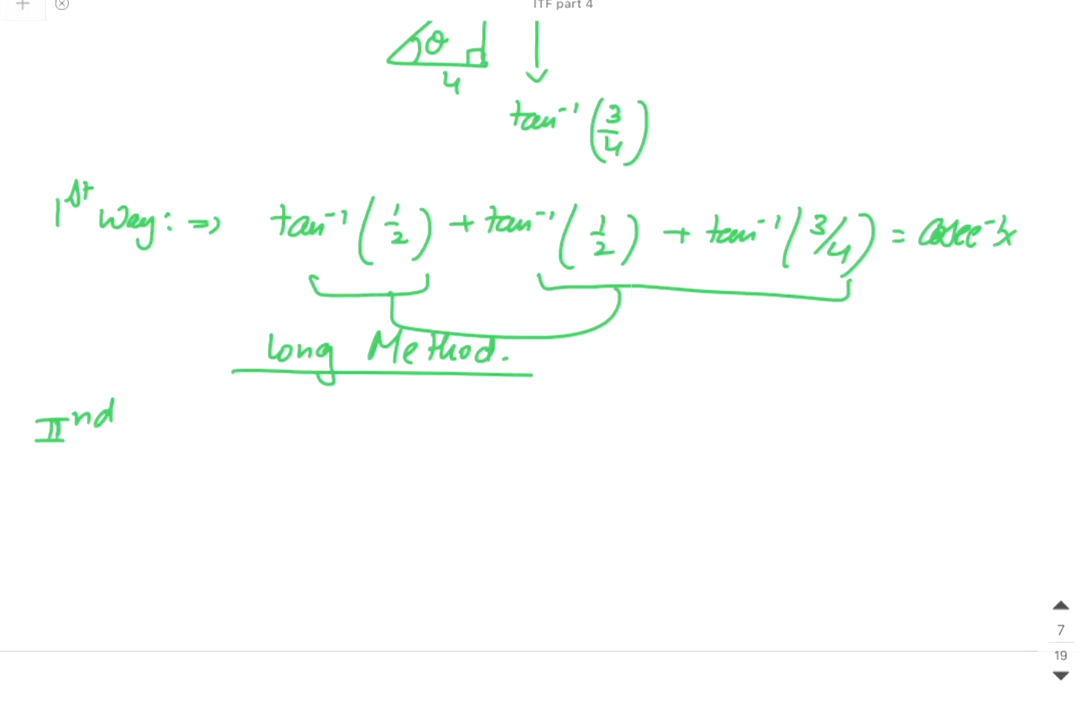 ITF part 4
θ
4
tan⁻¹(3/4)
1st Way: ⇒ tan⁻¹(1/2) + tan⁻¹(1/2) + tan⁻¹(3/4) = cosec⁻¹x
Long Method.
IInd
7
19